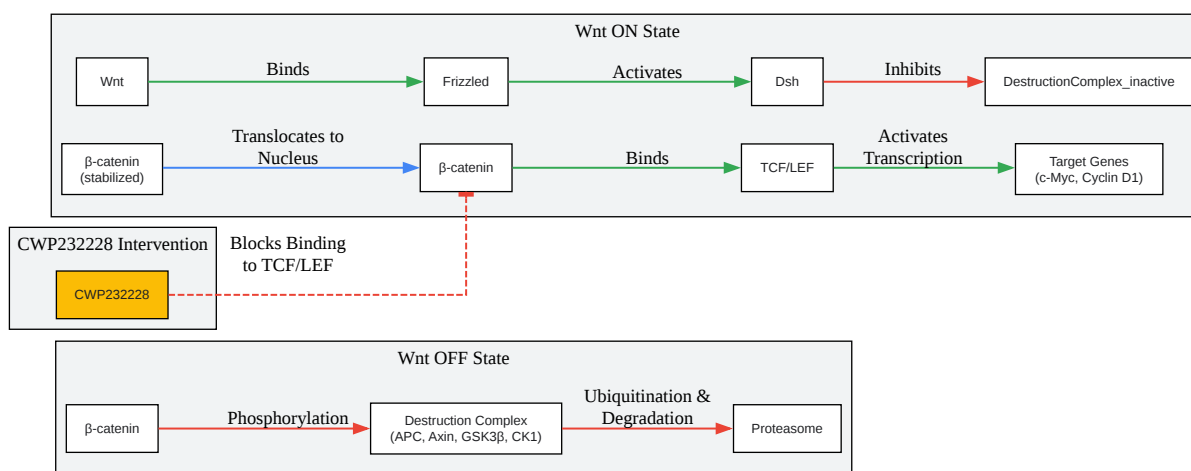 Wnt ON State
Wnt
Binds
Frizzled
Activates
Dsh
Inhibits
DestructionComplex_inactive
β-catenin
(stabilized)
Translocates to
Nucleus
β-catenin
Binds
TCF/LEF
Activates
Transcription
Target Genes
(c-Myc, Cyclin D1)
CWP232228 Intervention
CWP232228
Blocks Binding
to TCF/LEF
Wnt OFF State
β-catenin
Phosphorylation
Destruction Complex
(APC, Axin, GSK3β, CK1)
Ubiquitination &
Degradation
Proteasome